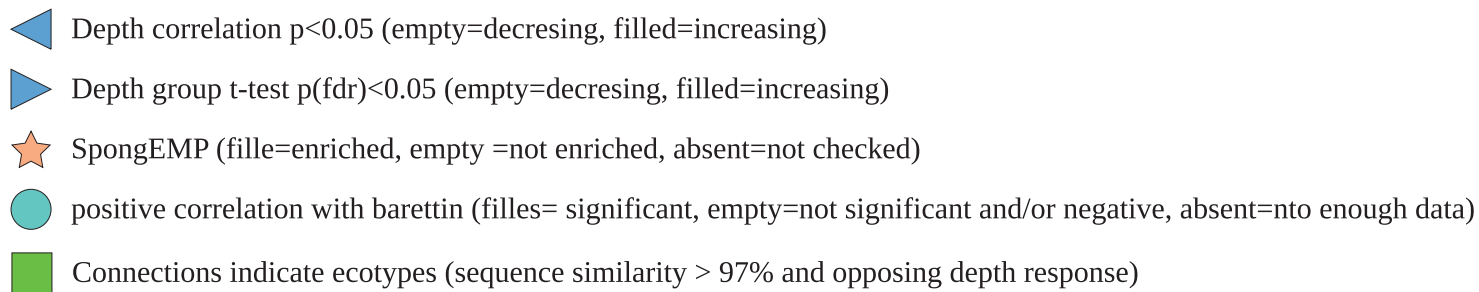 Depth correlation p<0.05 (empty=decresing, filled=increasing)
Depth group t-test p(fdr)<0.05 (empty=decresing, filled=increasing)
SpongEMP (fille=enriched, empty =not enriched, absent=not checked)
positive correlation with barettin (filles= significant, empty=not significant and/or negative, absent=nto enough data)
Connections indicate ecotypes (sequence similarity > 97% and opposing depth response)